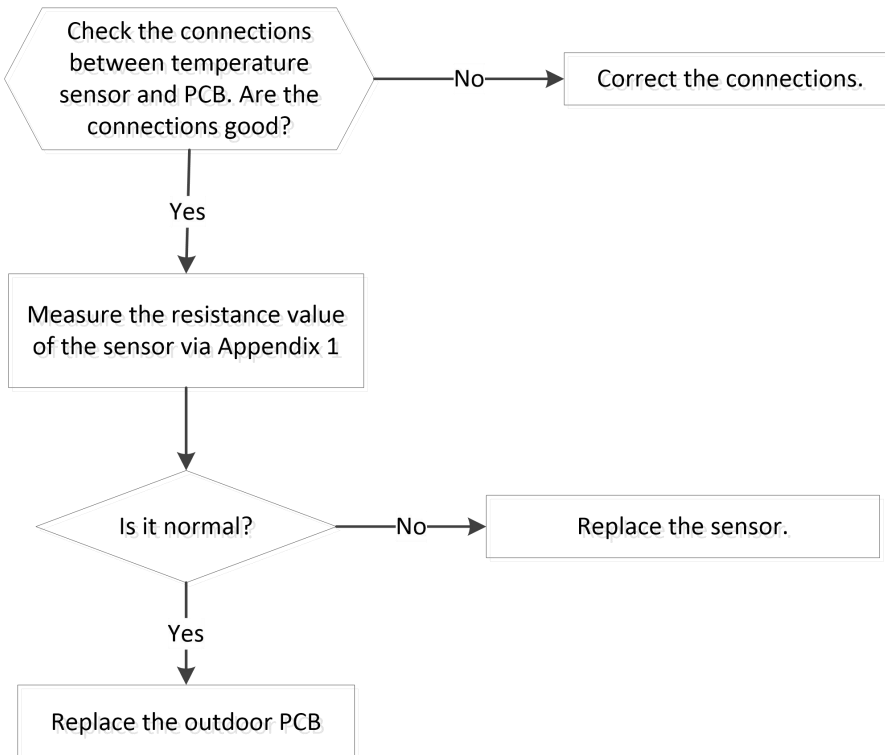 Check the connections
between temperature
sensor and PCB. Are the
connections good?
No
Correct the connections.
Yes
Measure the resistance value
of the sensor via Appendix 1
Is it normal?
No
Replace the sensor.
Yes
Replace the outdoor PCB